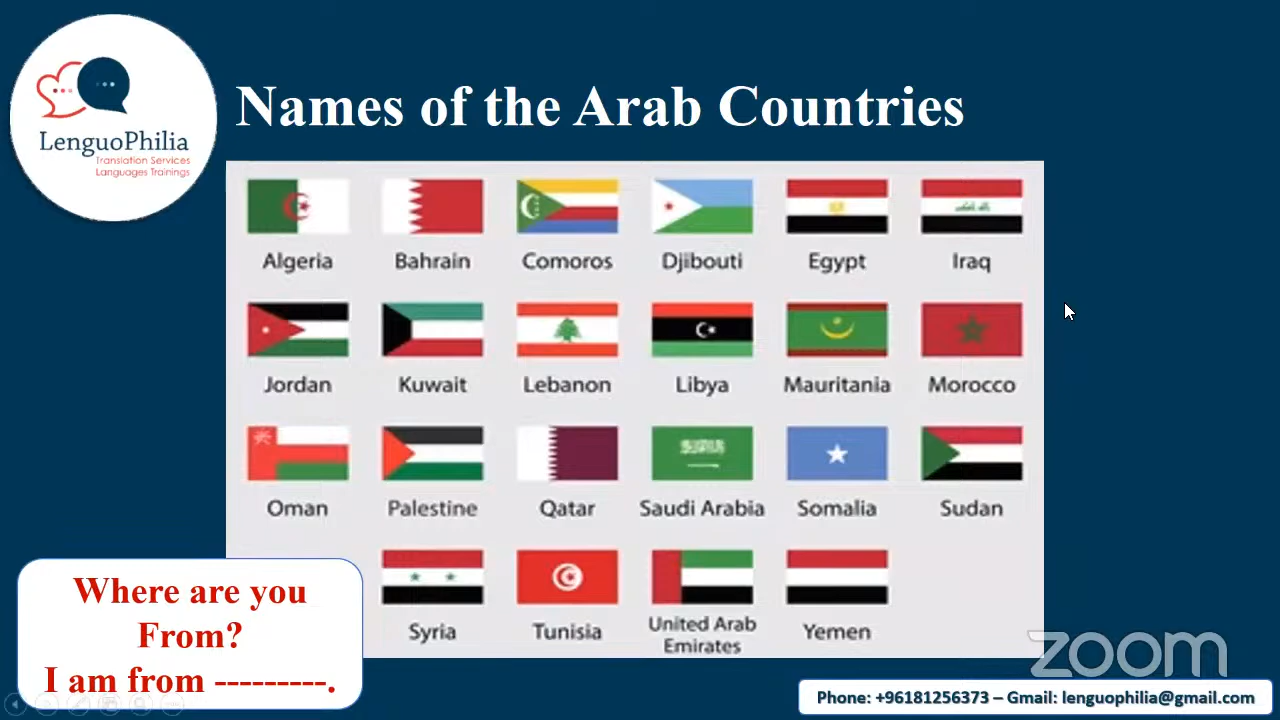 LenguoPhilia
Translation Services
Languages Trainings
Names of the Arab Countries
Algeria
Bahrain
Comoros
Djibouti
Egypt
Iraq
Jordan
Kuwait
Lebanon
Libya
Mauritania
Morocco
Oman
Palestine
Qatar
Saudi Arabia
Somalia
Sudan
Syria
Tunisia
United Arab
Emirates
Yemen
Where are you
From?
I am from ---------.
zoom
Phone: +96181256373 – Gmail: lenguophilia@gmail.com